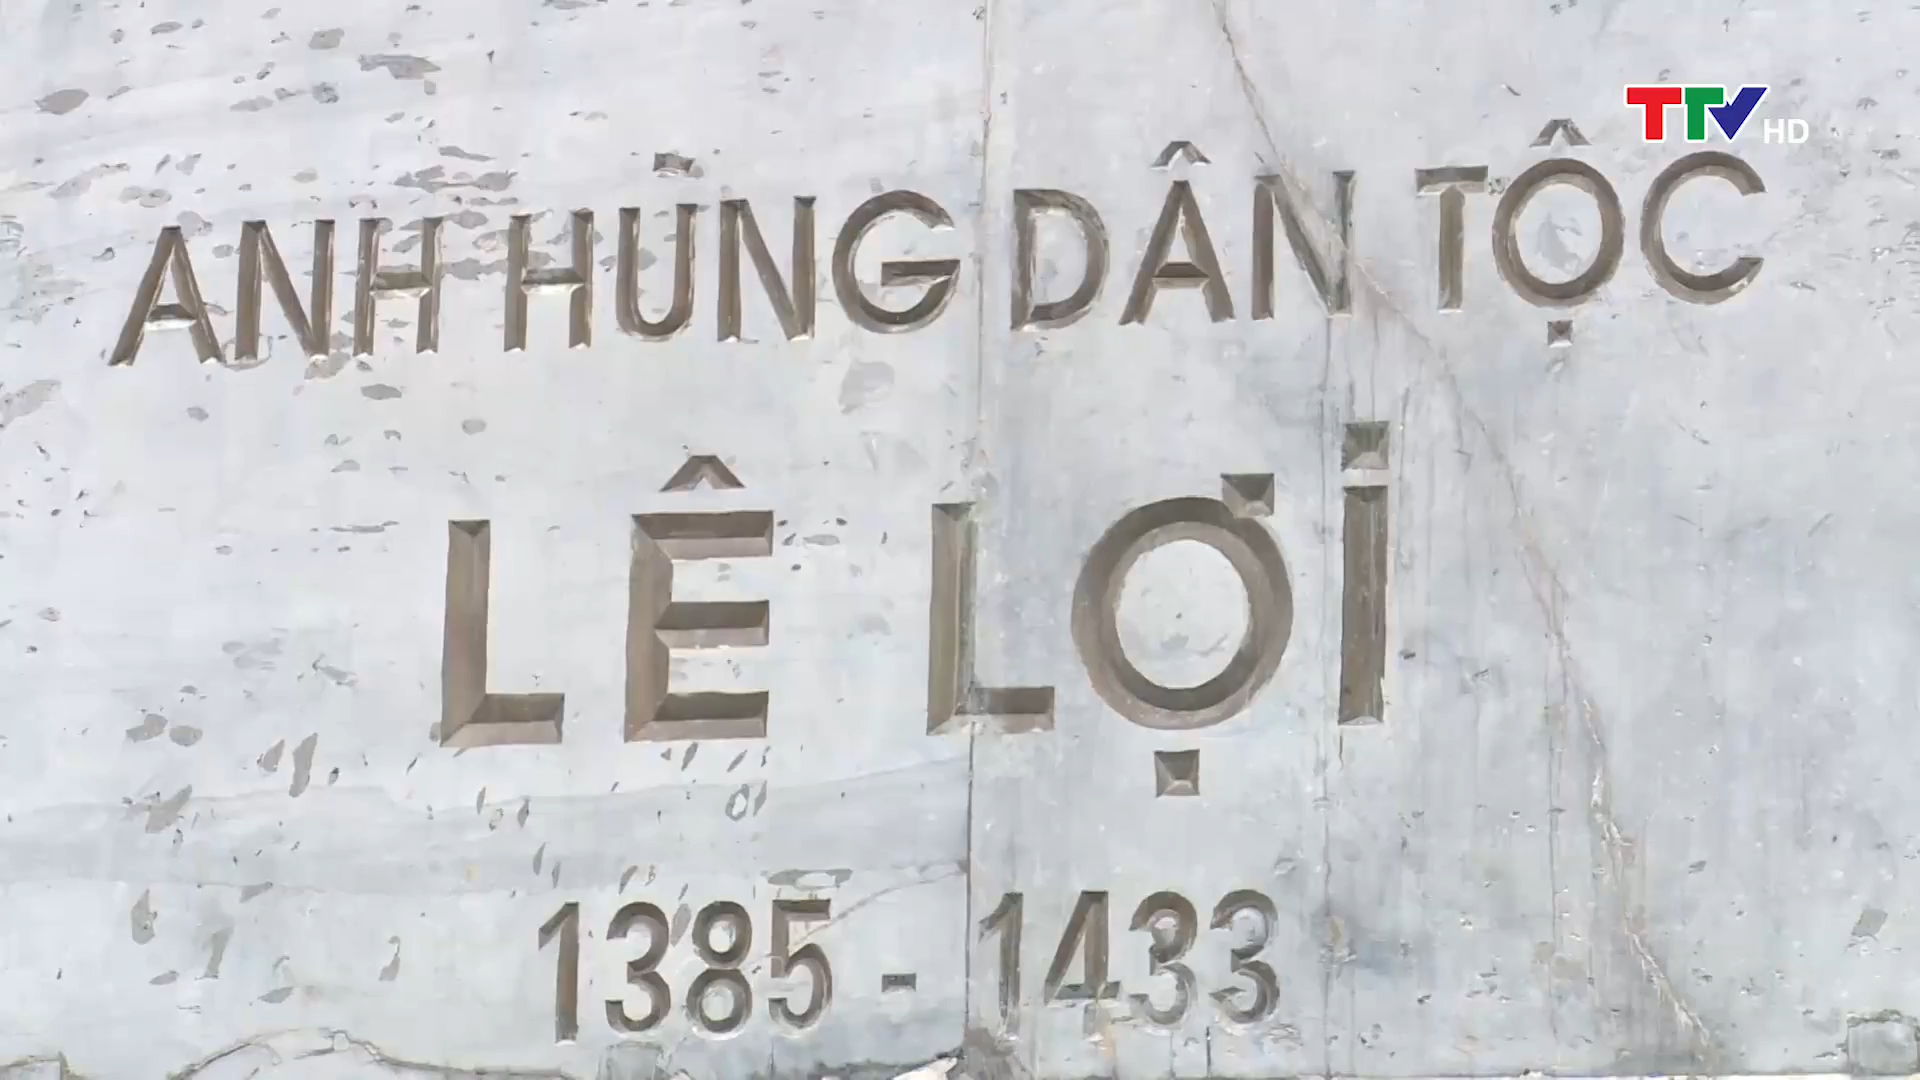 TTV HD
ANH HÙNG DÂN TỘC
LÊ LỢI
1385 - 1433